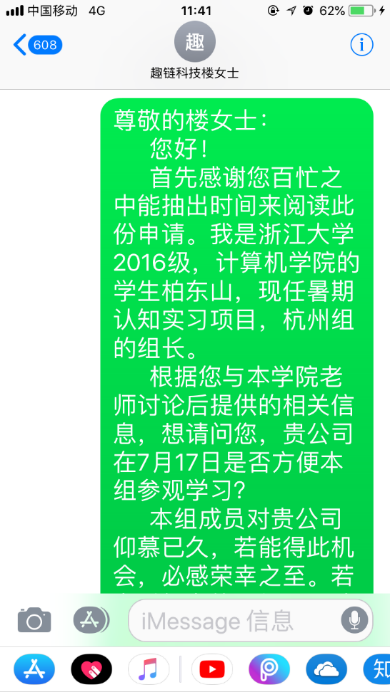 中国移动 4G 11:41 62%
608
趣
趣链科技楼女士
尊敬的楼女士：
您好！
首先感谢您百忙之
中能抽出时间来阅读此
份申请。我是浙江大学
2016级，计算机学院的
学生柏东山，现任暑期
认知实习项目，杭州组
的组长。
根据您与本学院老
师讨论后提供的相关信
息，想请问您，贵公司
在7月17日是否方便本
组参观学习？
本组成员对贵公司
仰慕已久，若能得此机
会，必感荣幸之至。若
iMessage 信息
知